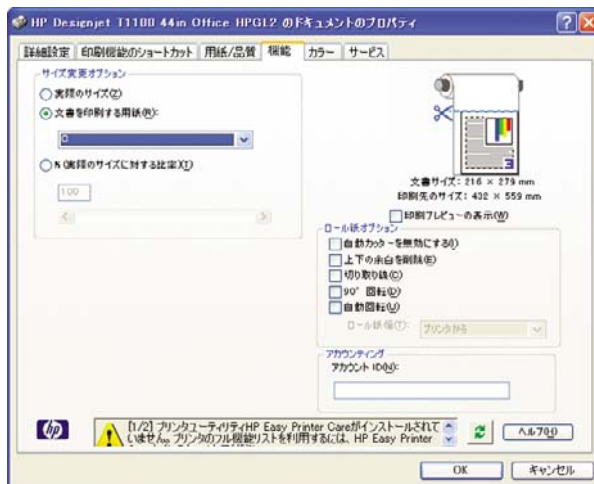 HP Designjet T1100 44in Office HPGL2 のドキュメントのプロパティ
詳細設定 印刷機能のショートカット 用紙/品質 機能 カラー サービス
サイズ変更オプション
実際のサイズ(Z)
文書を印刷する用紙(R):
D
% (実際のサイズに対する比率)(T)
100
文書サイズ: 216 × 279 mm
印刷先のサイズ: 432 × 559 mm
印刷プレビューの表示(W)
ロール紙オプション
自動カッターを無効にする(I)
上下の余白を削除(E)
切り取り線(C)
90° 回転(D)
自動回転(U)
ロール紙幅(T): プリンタから
アカウンティング
アカウント ID(N):
hp
[1/2] プリンタユーティリティHP Easy Printer Careがインストールされて
いません。プリンタのフル機能リストを利用するには、HP Easy Printer
ヘルプ(H)
OK キャンセル